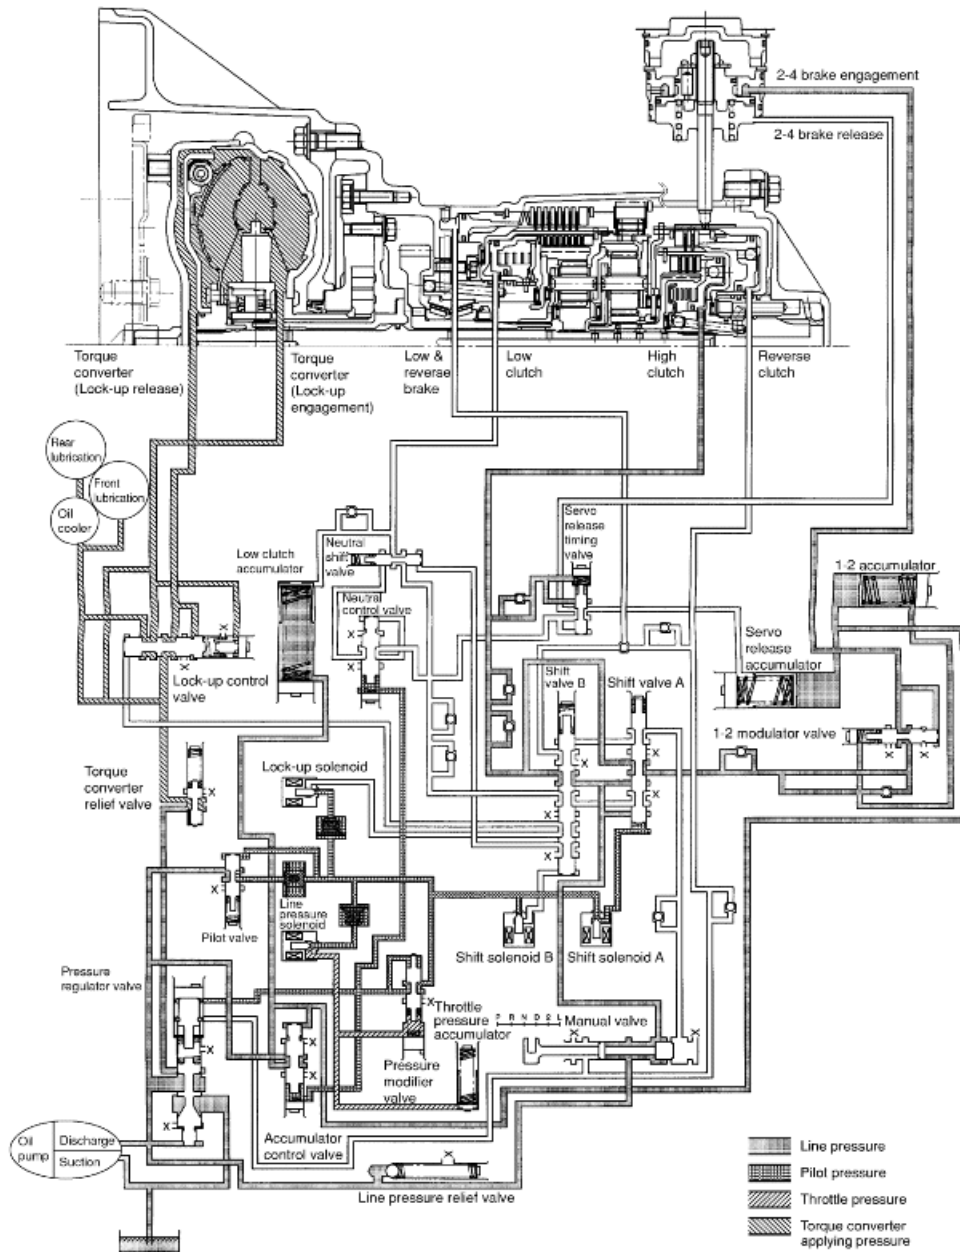 2-4 brake engagement
2-4 brake release
Torque
converter
(Lock-up release)
Torque
converter
(Lock-up
engagement)
Low &
reverse
brake
Low
clutch
High
clutch
Reverse
clutch
Rear
lubrication
Front
lubrication
Oil
cooler
Low clutch
accumulator
Neutral
shift
valve
Neutral
control valve
Servo
release
timing
valve
1-2 accumulator
Servo
release
accumulator
Lock-up control
valve
Shift
valve B
Shift valve A
1-2 modulator valve
Torque
converter
relief valve
Lock-up solenoid
Line
pressure
solenoid
Pilot valve
Shift solenoid B
Shift solenoid A
Pressure
regulator valve
Throttle
pressure
accumulator
P R N D 2 L
Manual valve
Pressure
modifier
valve
Oil
pump
Discharge
Suction
Accumulator
control valve
Line pressure relief valve
Line pressure
Pilot pressure
Throttle pressure
Torque converter
applying pressure